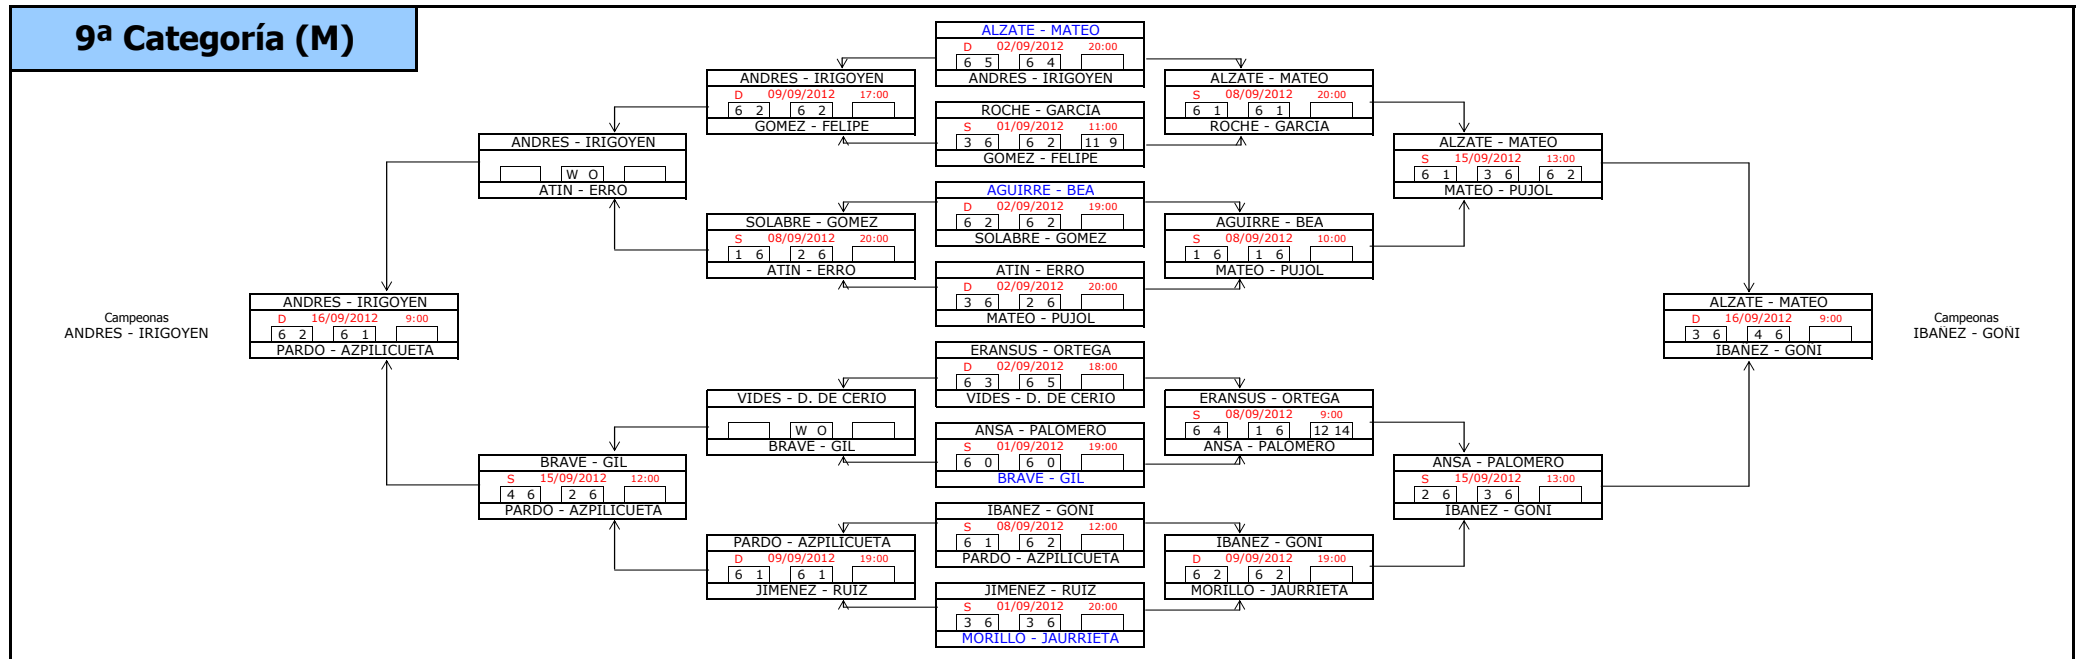 9ª Categoría (M)
Campeonas
ANDRES - IRIGOYEN
ANDRES - IRIGOYEN
D 16/09/2012 9:00
6 2 6 1
PARDO - AZPILICUETA
ANDRES - IRIGOYEN
W O
ATIN - ERRO
BRAVE - GIL
S 15/09/2012 12:00
4 6 2 6
PARDO - AZPILICUETA
ANDRES - IRIGOYEN
D 09/09/2012 17:00
6 2 6 2
GOMEZ - FELIPE
SOLABRE - GOMEZ
S 08/09/2012 20:00
1 6 2 6
ATIN - ERRO
VIDES - D. DE CERIO
W O
BRAVE - GIL
PARDO - AZPILICUETA
D 09/09/2012 19:00
6 1 6 1
JIMENEZ - RUIZ
ALZATE - MATEO
D 02/09/2012 20:00
6 5 6 4
ANDRES - IRIGOYEN
ROCHE - GARCIA
S 01/09/2012 11:00
3 6 6 2 11 9
GOMEZ - FELIPE
AGUIRRE - BEA
D 02/09/2012 19:00
6 2 6 2
SOLABRE - GOMEZ
ATIN - ERRO
D 02/09/2012 20:00
3 6 2 6
MATEO - PUJOL
ERANSUS - ORTEGA
D 02/09/2012 18:00
6 3 6 5
VIDES - D. DE CERIO
ANSA - PALOMERO
S 01/09/2012 19:00
6 0 6 0
BRAVE - GIL
IBAÑEZ - GOÑI
S 08/09/2012 12:00
6 1 6 2
PARDO - AZPILICUETA
JIMENEZ - RUIZ
S 01/09/2012 20:00
3 6 3 6
MORILLO - JAURRIETA
ALZATE - MATEO
S 08/09/2012 20:00
6 1 6 1
ROCHE - GARCIA
AGUIRRE - BEA
S 08/09/2012 10:00
1 6 1 6
MATEO - PUJOL
ERANSUS - ORTEGA
S 08/09/2012 9:00
6 4 1 6 12 14
ANSA - PALOMERO
IBAÑEZ - GOÑI
D 09/09/2012 19:00
6 2 6 2
MORILLO - JAURRIETA
ALZATE - MATEO
S 15/09/2012 13:00
6 1 3 6 6 2
MATEO - PUJOL
ANSA - PALOMERO
S 15/09/2012 13:00
2 6 3 6
IBAÑEZ - GOÑI
ALZATE - MATEO
D 16/09/2012 9:00
3 6 4 6
IBAÑEZ - GOÑI
Campeonas
IBAÑEZ - GOÑI